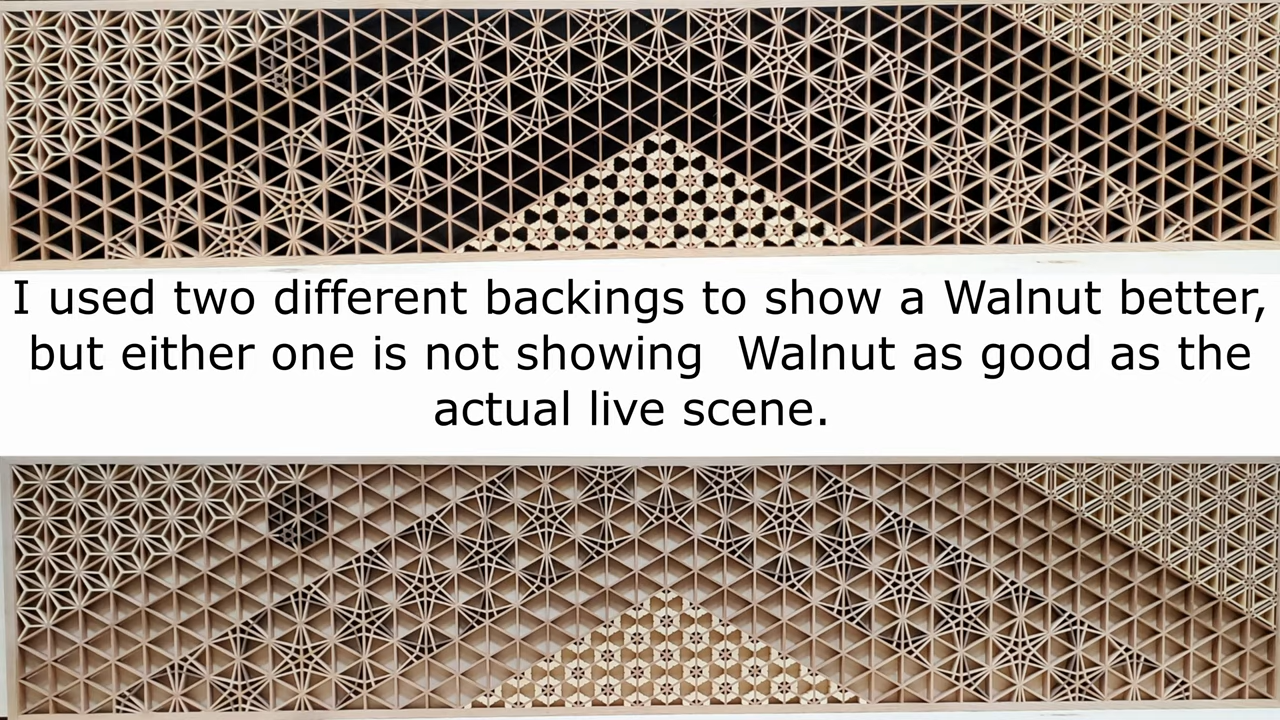 I used two different backings to show a Walnut better,
but either one is not showing  Walnut as good as the
actual live scene.